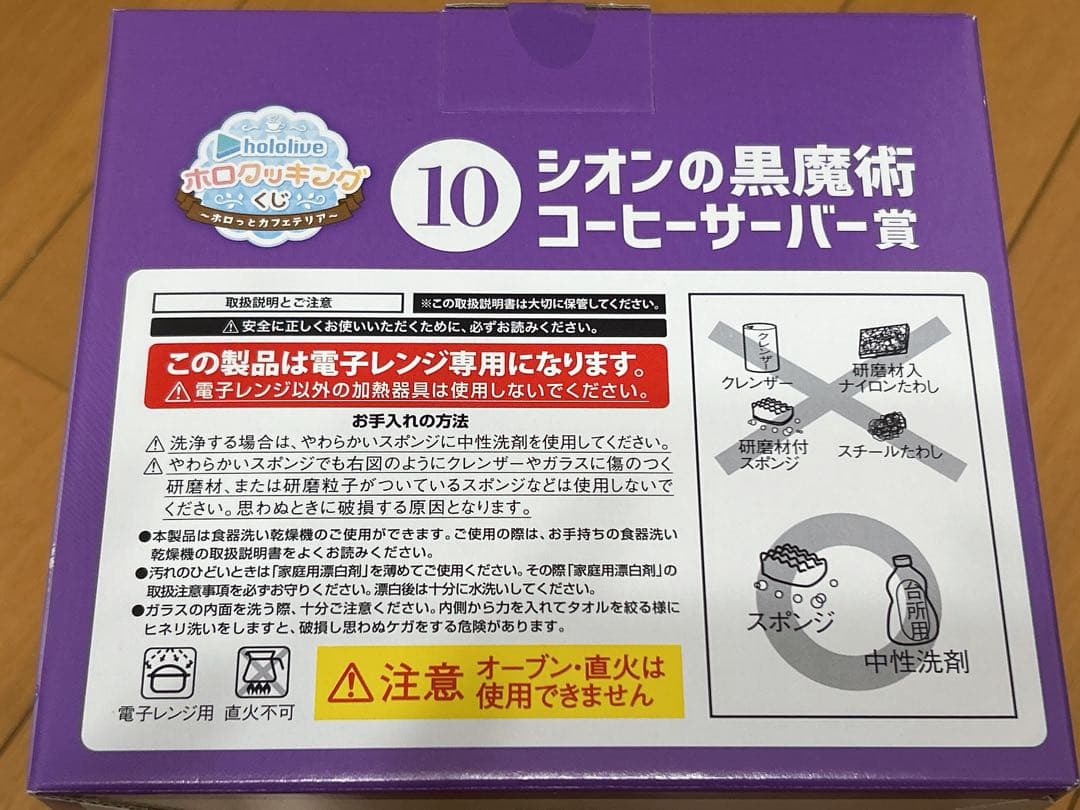 hololive
ホロクッキング
くじ
～ホロっとカフェテリア～
10
シオンの黒魔術
コーヒーサーバー賞
取扱説明とご注意
※この取扱説明書は大切に保管してください。
⚠安全に正しくお使いいただくために、必ずお読みください。
この製品は電子レンジ専用になります。
⚠電子レンジ以外の加熱器具は使用しないでください。
お手入れの方法
⚠洗浄する場合は、やわらかいスポンジに中性洗剤を使用してください。
⚠やわらかいスポンジでも右図のようにクレンザーやガラスに傷のつく
研磨材、または研磨粒子がついているスポンジなどは使用しないで
ください。思わぬときに破損する原因となります。
●本製品は食器洗い乾燥機のご使用ができます。ご使用の際は、お手持ちの食器洗い
乾燥機の取扱説明書をよくお読みください。
●汚れのひどいときは「家庭用漂白剤」を薄めてご使用ください。その際「家庭用漂白剤」の
取扱注意事項を必ずお守りください。漂白後は十分に水洗いしてください。
●ガラスの内面を洗う際、十分ご注意ください。内側から力を入れてタオルを絞る様に
ヒネリ洗いをしますと、破損し思わぬケガをする危険があります。
電子レンジ用
直火不可
⚠注意
オーブン・直火は
使用できません
クレンザー
クレンザー
研磨材入
ナイロンたわし
研磨材付
スポンジ
スチールたわし
スポンジ
台所用
中性洗剤